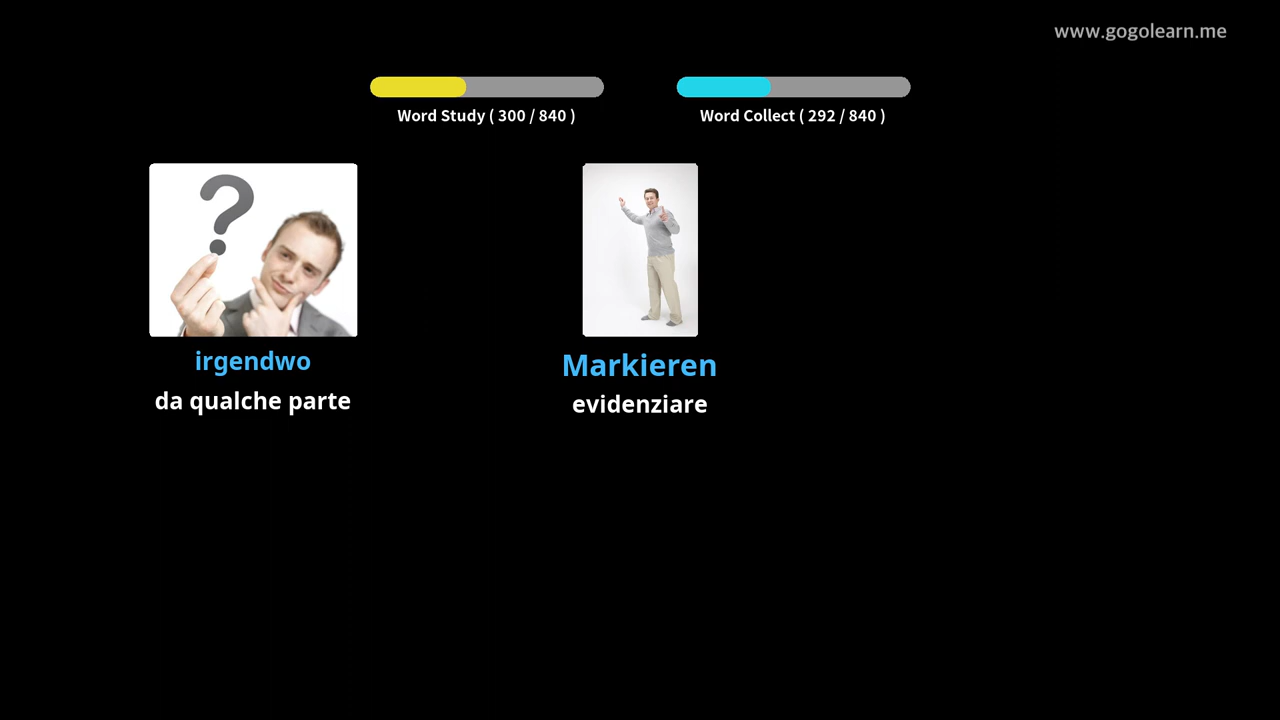 www.gogolearn.me
Word Study ( 300 / 840 )
Word Collect ( 292 / 840 )
?
irgendwo
da qualche parte
Markieren
evidenziare